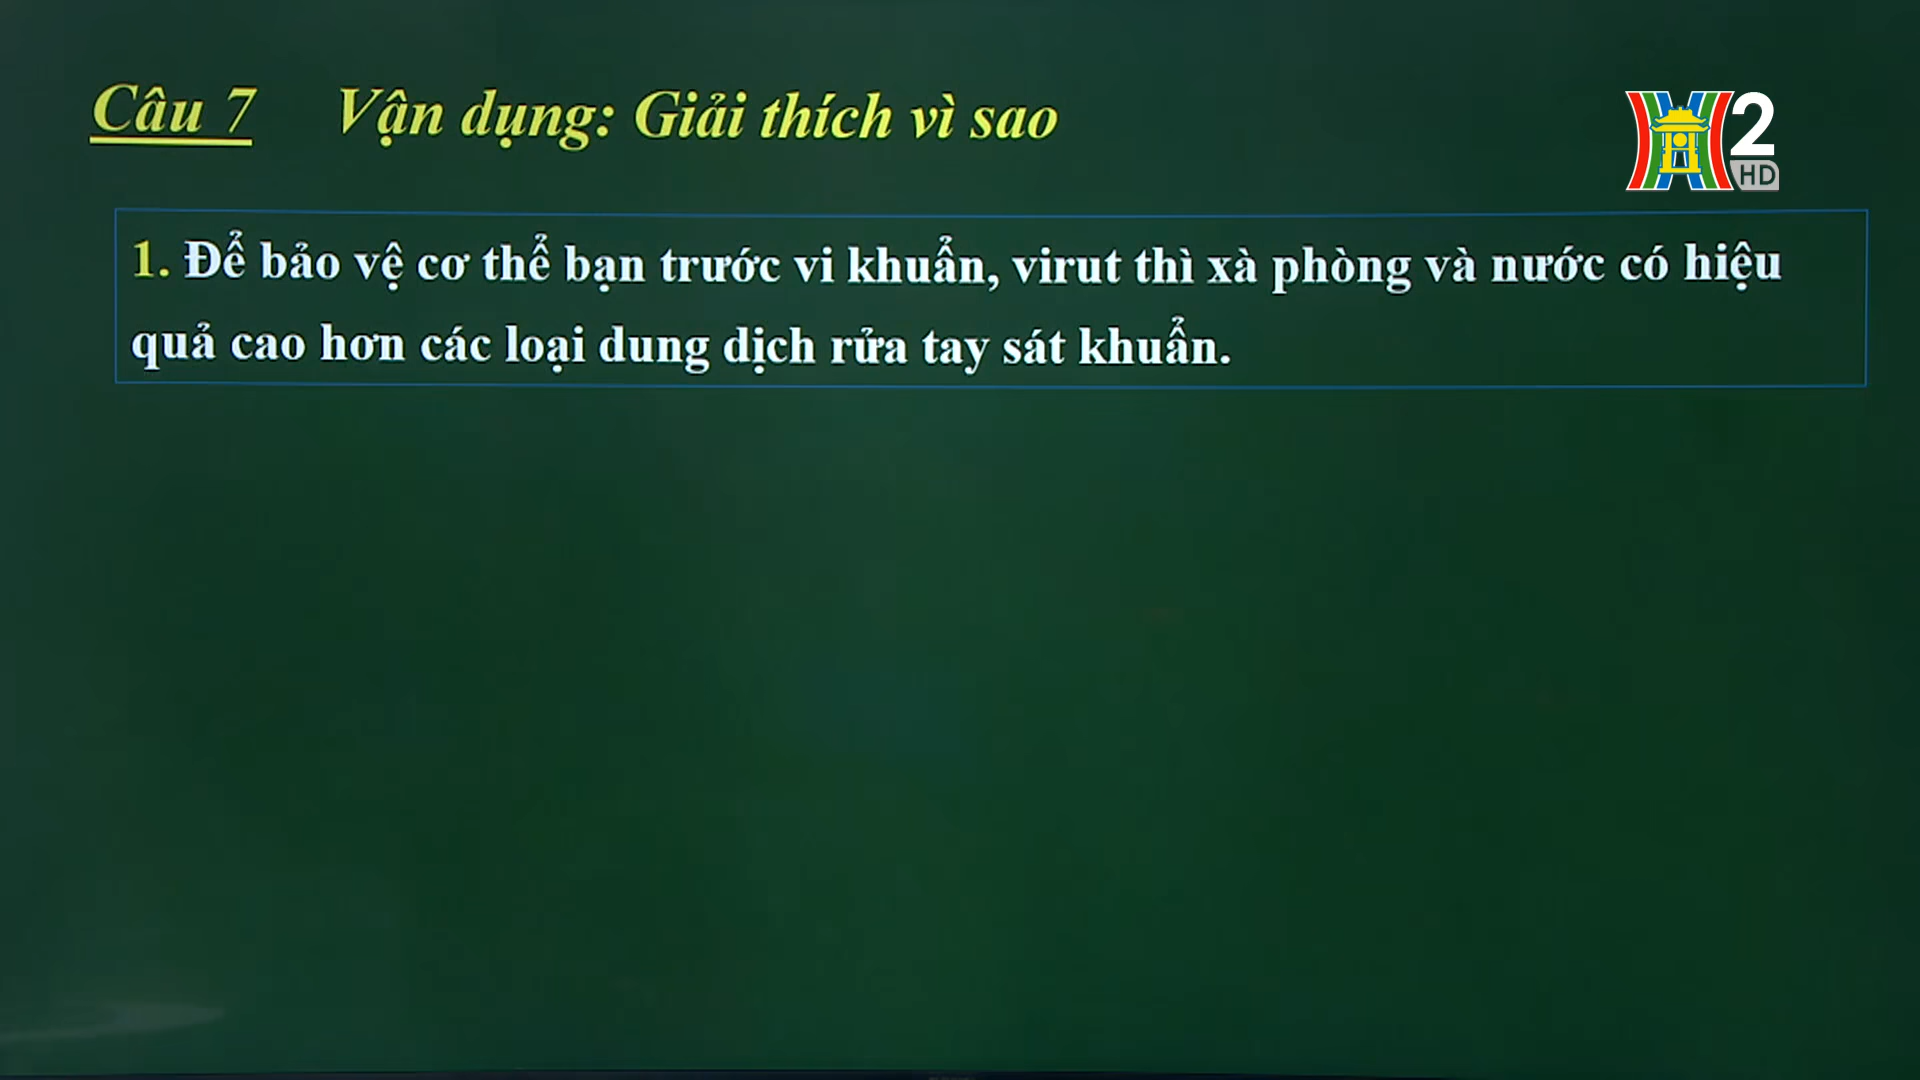 Câu 7 Vận dụng: Giải thích vì sao
2
HD
1. Để bảo vệ cơ thể bạn trước vi khuẩn, virut thì xà phòng và nước có hiệu
quả cao hơn các loại dung dịch rửa tay sát khuẩn.